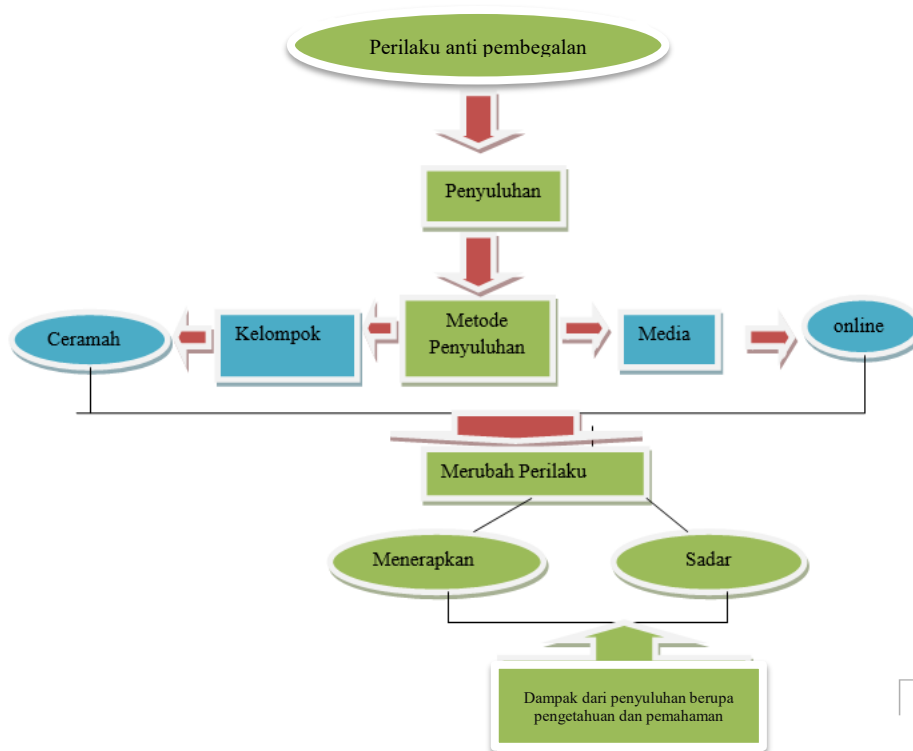 Perilaku anti pembegalan
Penyuluhan
Metode
Penyuluhan
Ceramah
Kelompok
Media
online
Merubah Perilaku
Menerapkan
Sadar
Dampak dari penyuluhan berupa
pengetahuan dan pemahaman